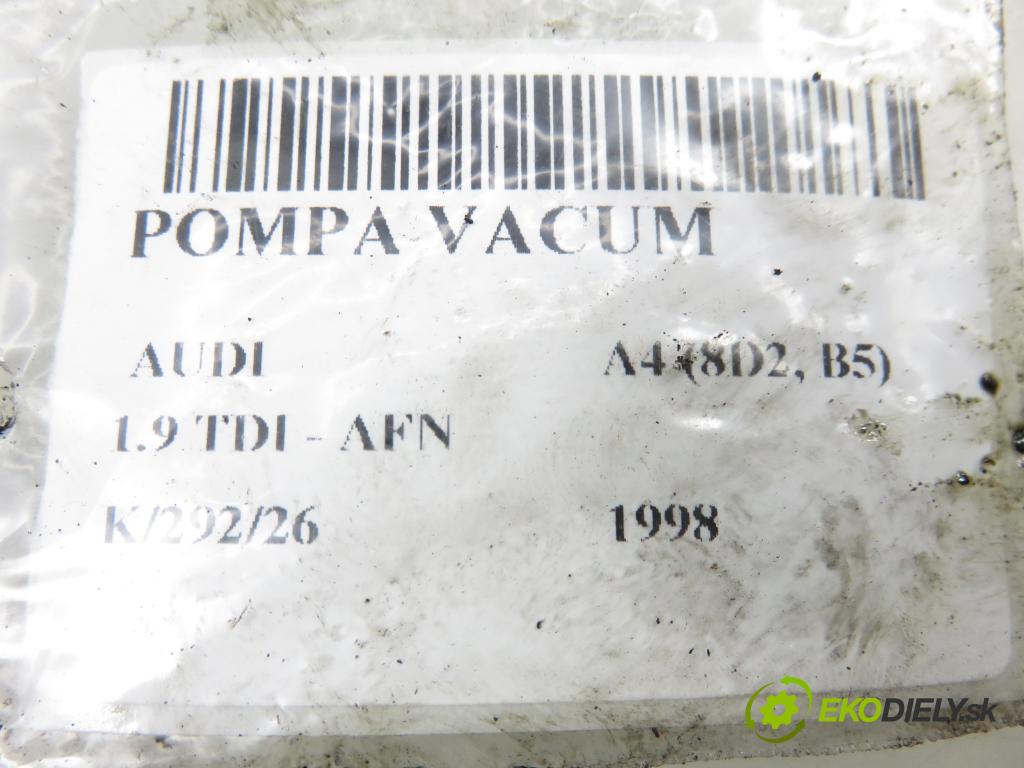 POMPA VACUM
AUDI A4 (8D2, B5)
1.9 TDI - AFN
K/292/26 1998
EKODIELY.sk